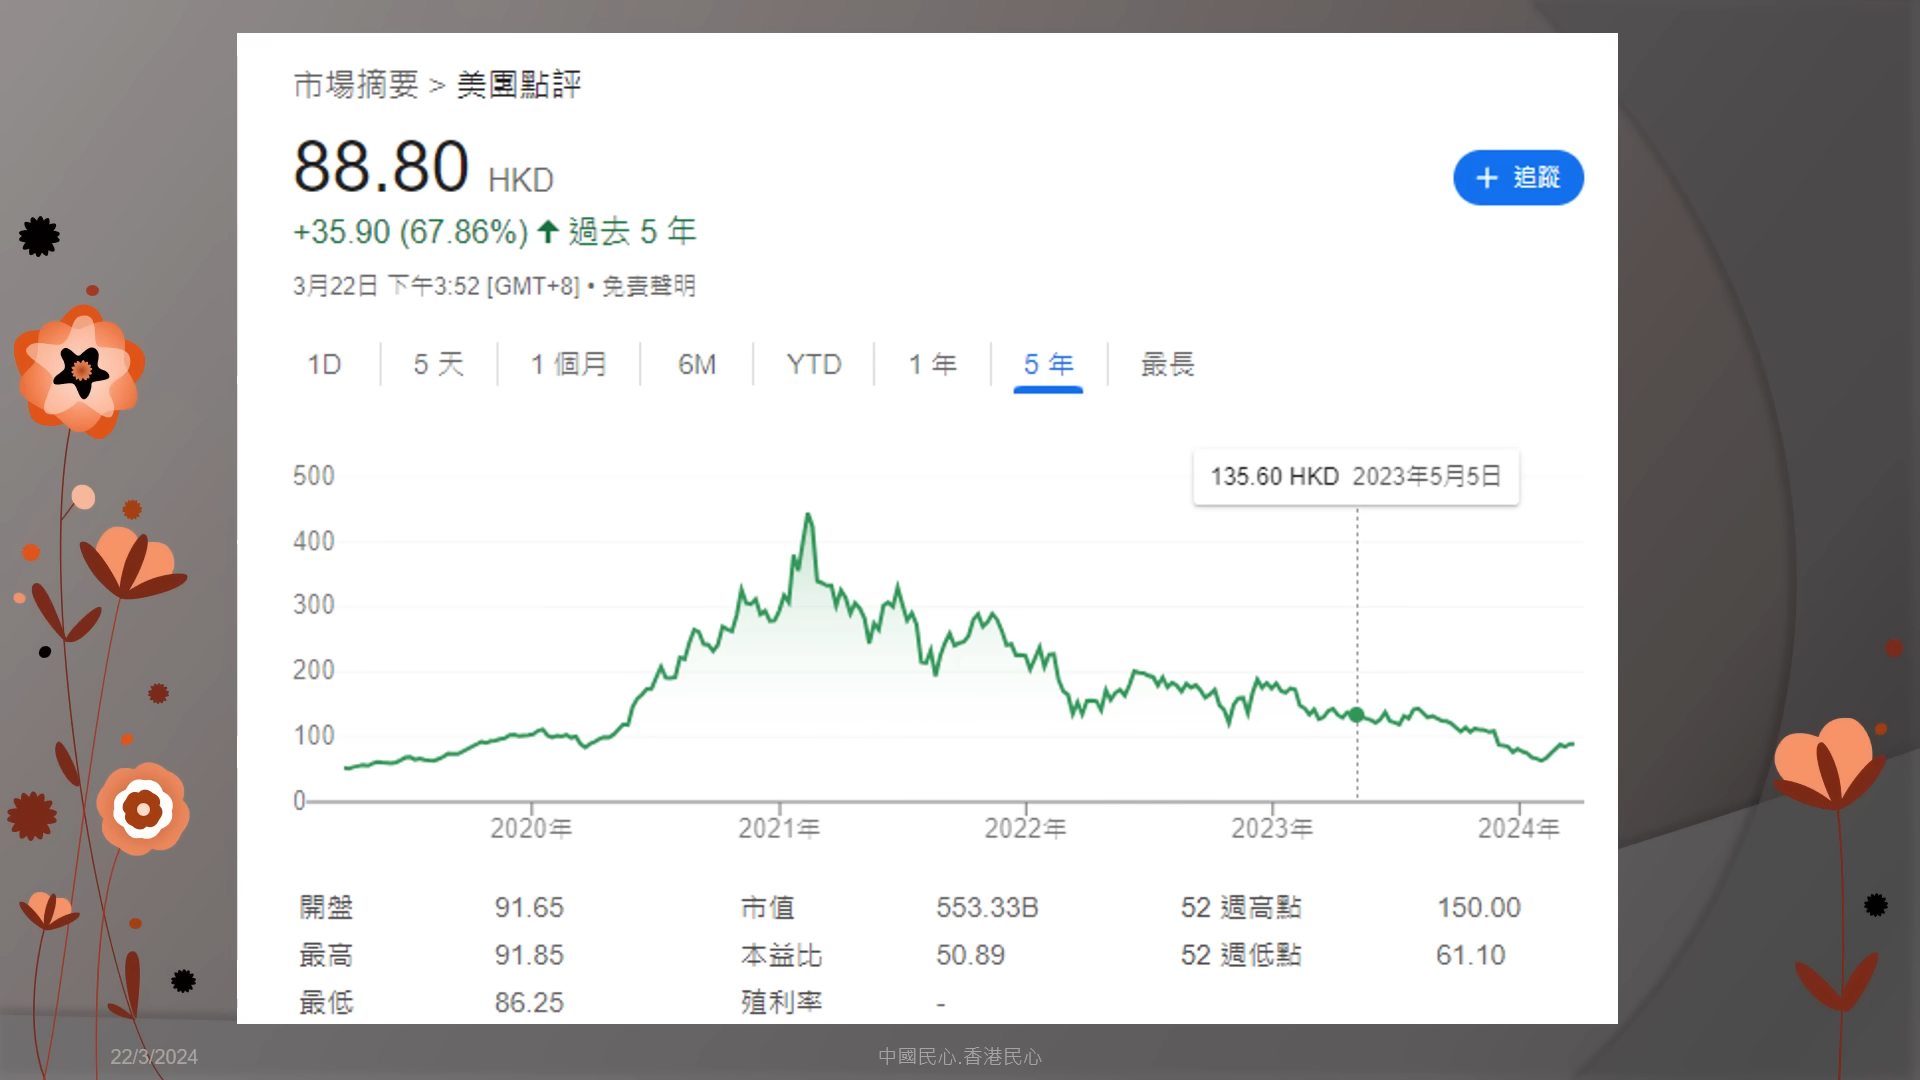 市場摘要 > 美團點評
88.80 HKD
+ 追蹤
+35.90 (67.86%) ↑ 過去 5 年
3月22日 下午3:52 [GMT+8] • 免責聲明
1D 5 天 1 個月 6M YTD 1 年 5 年 最長
135.60 HKD 2023年5月5日
500
400
300
200
100
0
2020年 2021年 2022年 2023年 2024年
開盤 91.65 市值 553.33B 52 週高點 150.00
最高 91.85 本益比 50.89 52 週低點 61.10
最低 86.25 殖利率 -
22/3/2024 中國民心.香港民心